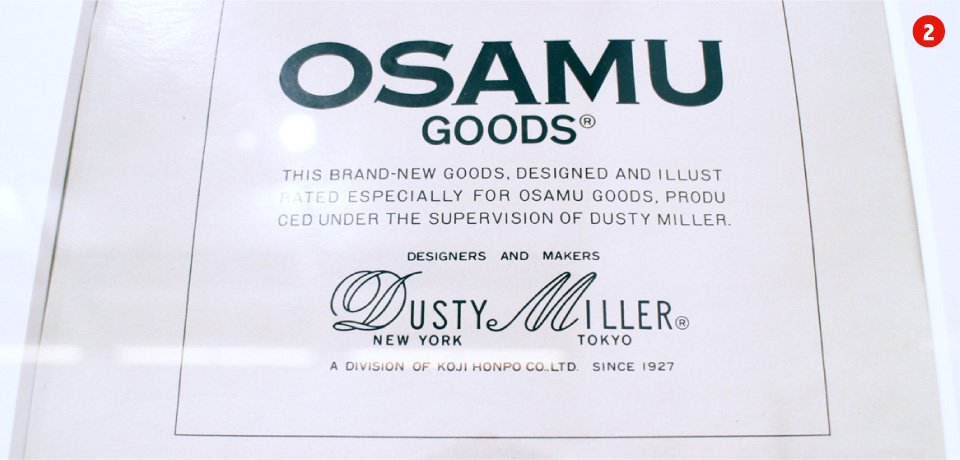 2
OSAMU
GOODS®
THIS BRAND-NEW GOODS, DESIGNED AND ILLUST
RATED ESPECIALLY FOR OSAMU GOODS, PRODU
CED UNDER THE SUPERVISION OF DUSTY MILLER.
DESIGNERS AND MAKERS
DUSTY MILLER®
NEW YORK TOKYO
A DIVISION OF KOJI HONPO CO.,LTD. SINCE 1927